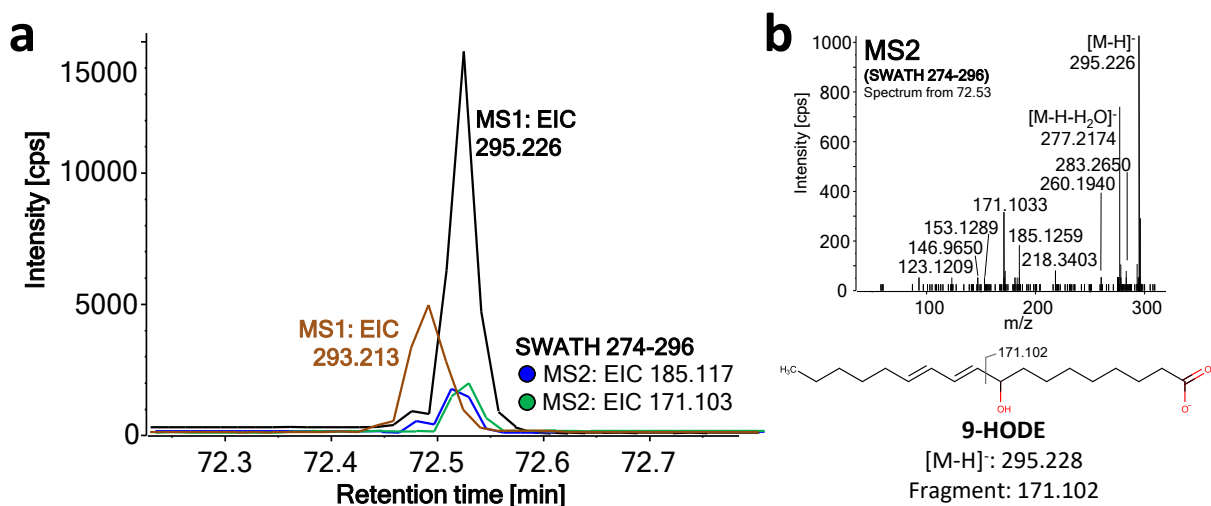 a
Intensity [cps]
15000
10000
5000
0
MS1: EIC
295.226
MS1: EIC
293.213
SWATH 274-296
MS2: EIC 185.117
MS2: EIC 171.103
72.3 72.4 72.5 72.6 72.7
Retention time [min]
b
MS2
(SWATH 274-296)
Spectrum from 72.53
Intensity [cps]
1000
800
600
400
200
0
[M-H]-
295.226
[M-H-H₂O]-
277.2174
283.2650
260.1940
171.1033
153.1289
185.1259
146.9650
218.3403
123.1209
100 200 300
m/z
171.102
H₃C
O
O-
OH
9-HODE
[M-H]-: 295.228
Fragment: 171.102